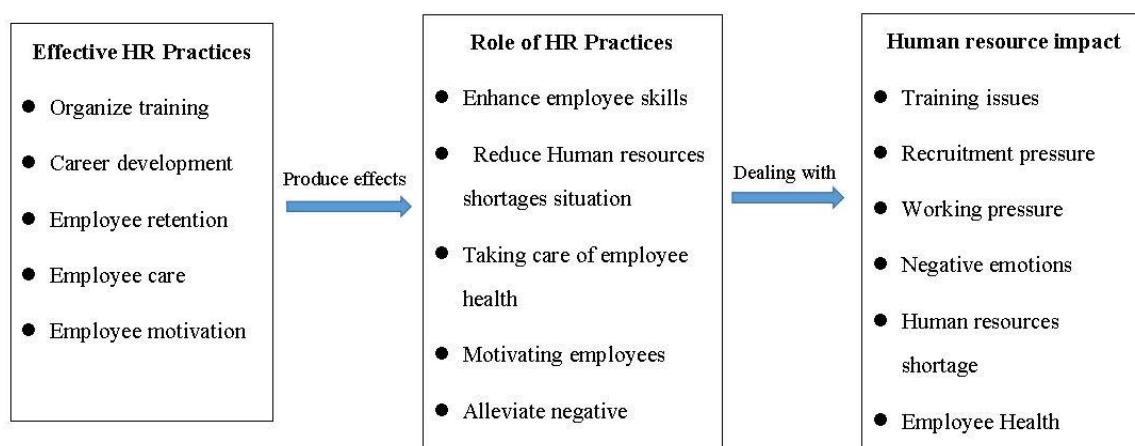 Effective HR Practices
Organize training
Career development
Employee retention
Employee care
Employee motivation
Produce effects
Role of HR Practices
Enhance employee skills
Reduce Human resources
shortages situation
Taking care of employee
health
Motivating employees
Alleviate negative
Dealing with
Human resource impact
Training issues
Recruitment pressure
Working pressure
Negative emotions
Human resources
shortage
Employee Health